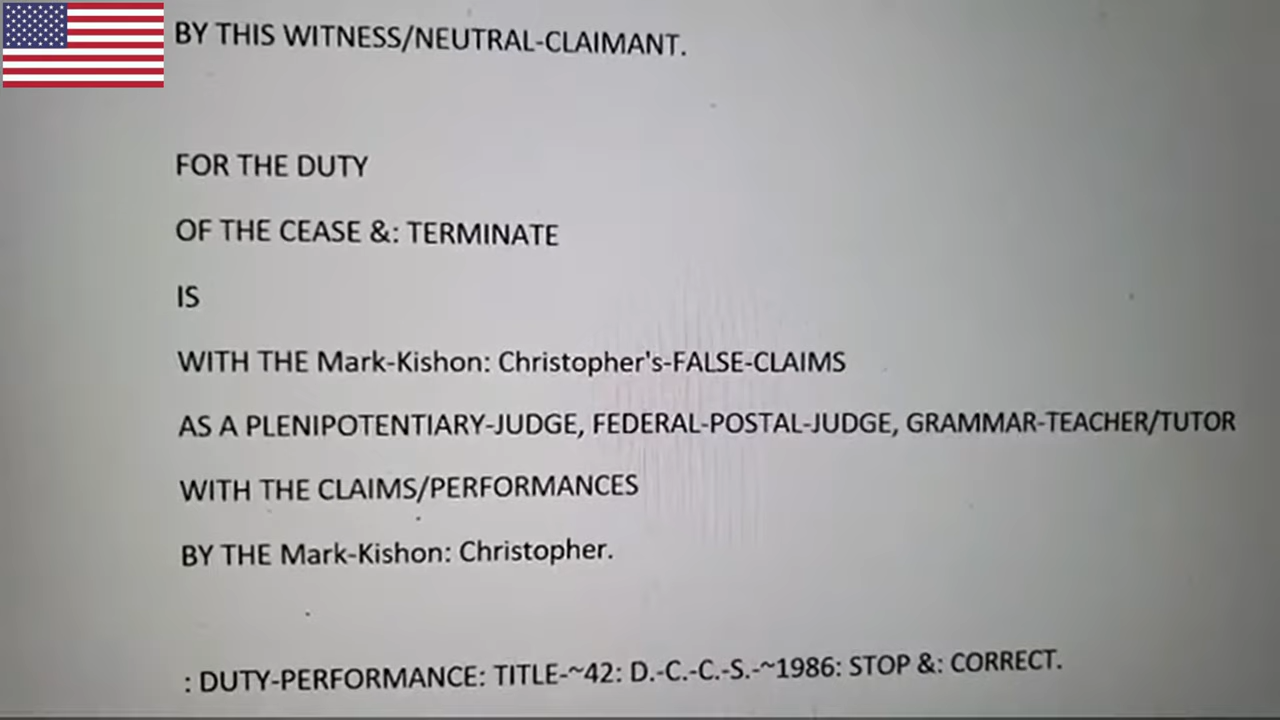 BY THIS WITNESS/NEUTRAL-CLAIMANT.
FOR THE DUTY
OF THE CEASE &: TERMINATE
IS
WITH THE Mark-Kishon: Christopher's-FALSE-CLAIMS
AS A PLENIPOTENTIARY-JUDGE, FEDERAL-POSTAL-JUDGE, GRAMMAR-TEACHER/TUTOR
WITH THE CLAIMS/PERFORMANCES
BY THE Mark-Kishon: Christopher.
: DUTY-PERFORMANCE: TITLE-~42: D.-C.-C.-S.-~1986: STOP &: CORRECT.